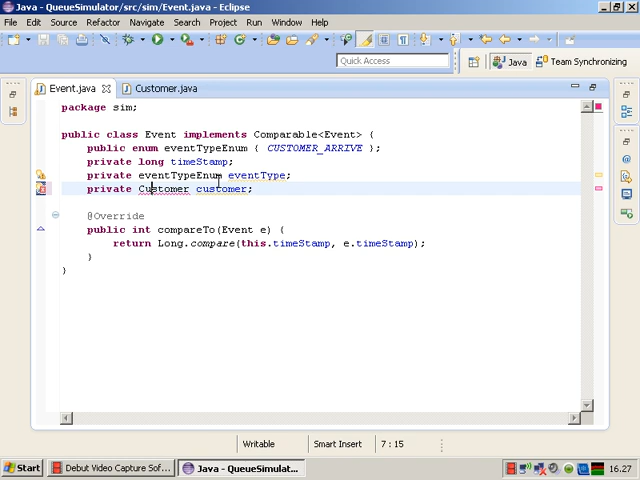 Java - QueueSimulator/src/sim/Event.java - Eclipse
File Edit Source Refactor Navigate Search Project Event Run Window Help
Quick Access
Java
Team Synchronizing
Event.java
Customer.java
package sim;
public class Event implements Comparable<Event> {
public enum eventTypeEnum { CUSTOMER_ARRIVE };
private long timeStamp;
private eventTypeEnum eventType;
private Customer customer;
@Override
public int compareTo(Event e) {
return Long.compare(this.timeStamp, e.timeStamp);
}
}
Writable
Smart Insert
7 : 15
Start
Debut Video Capture Sof...
Java - QueueSimulat...
16.27